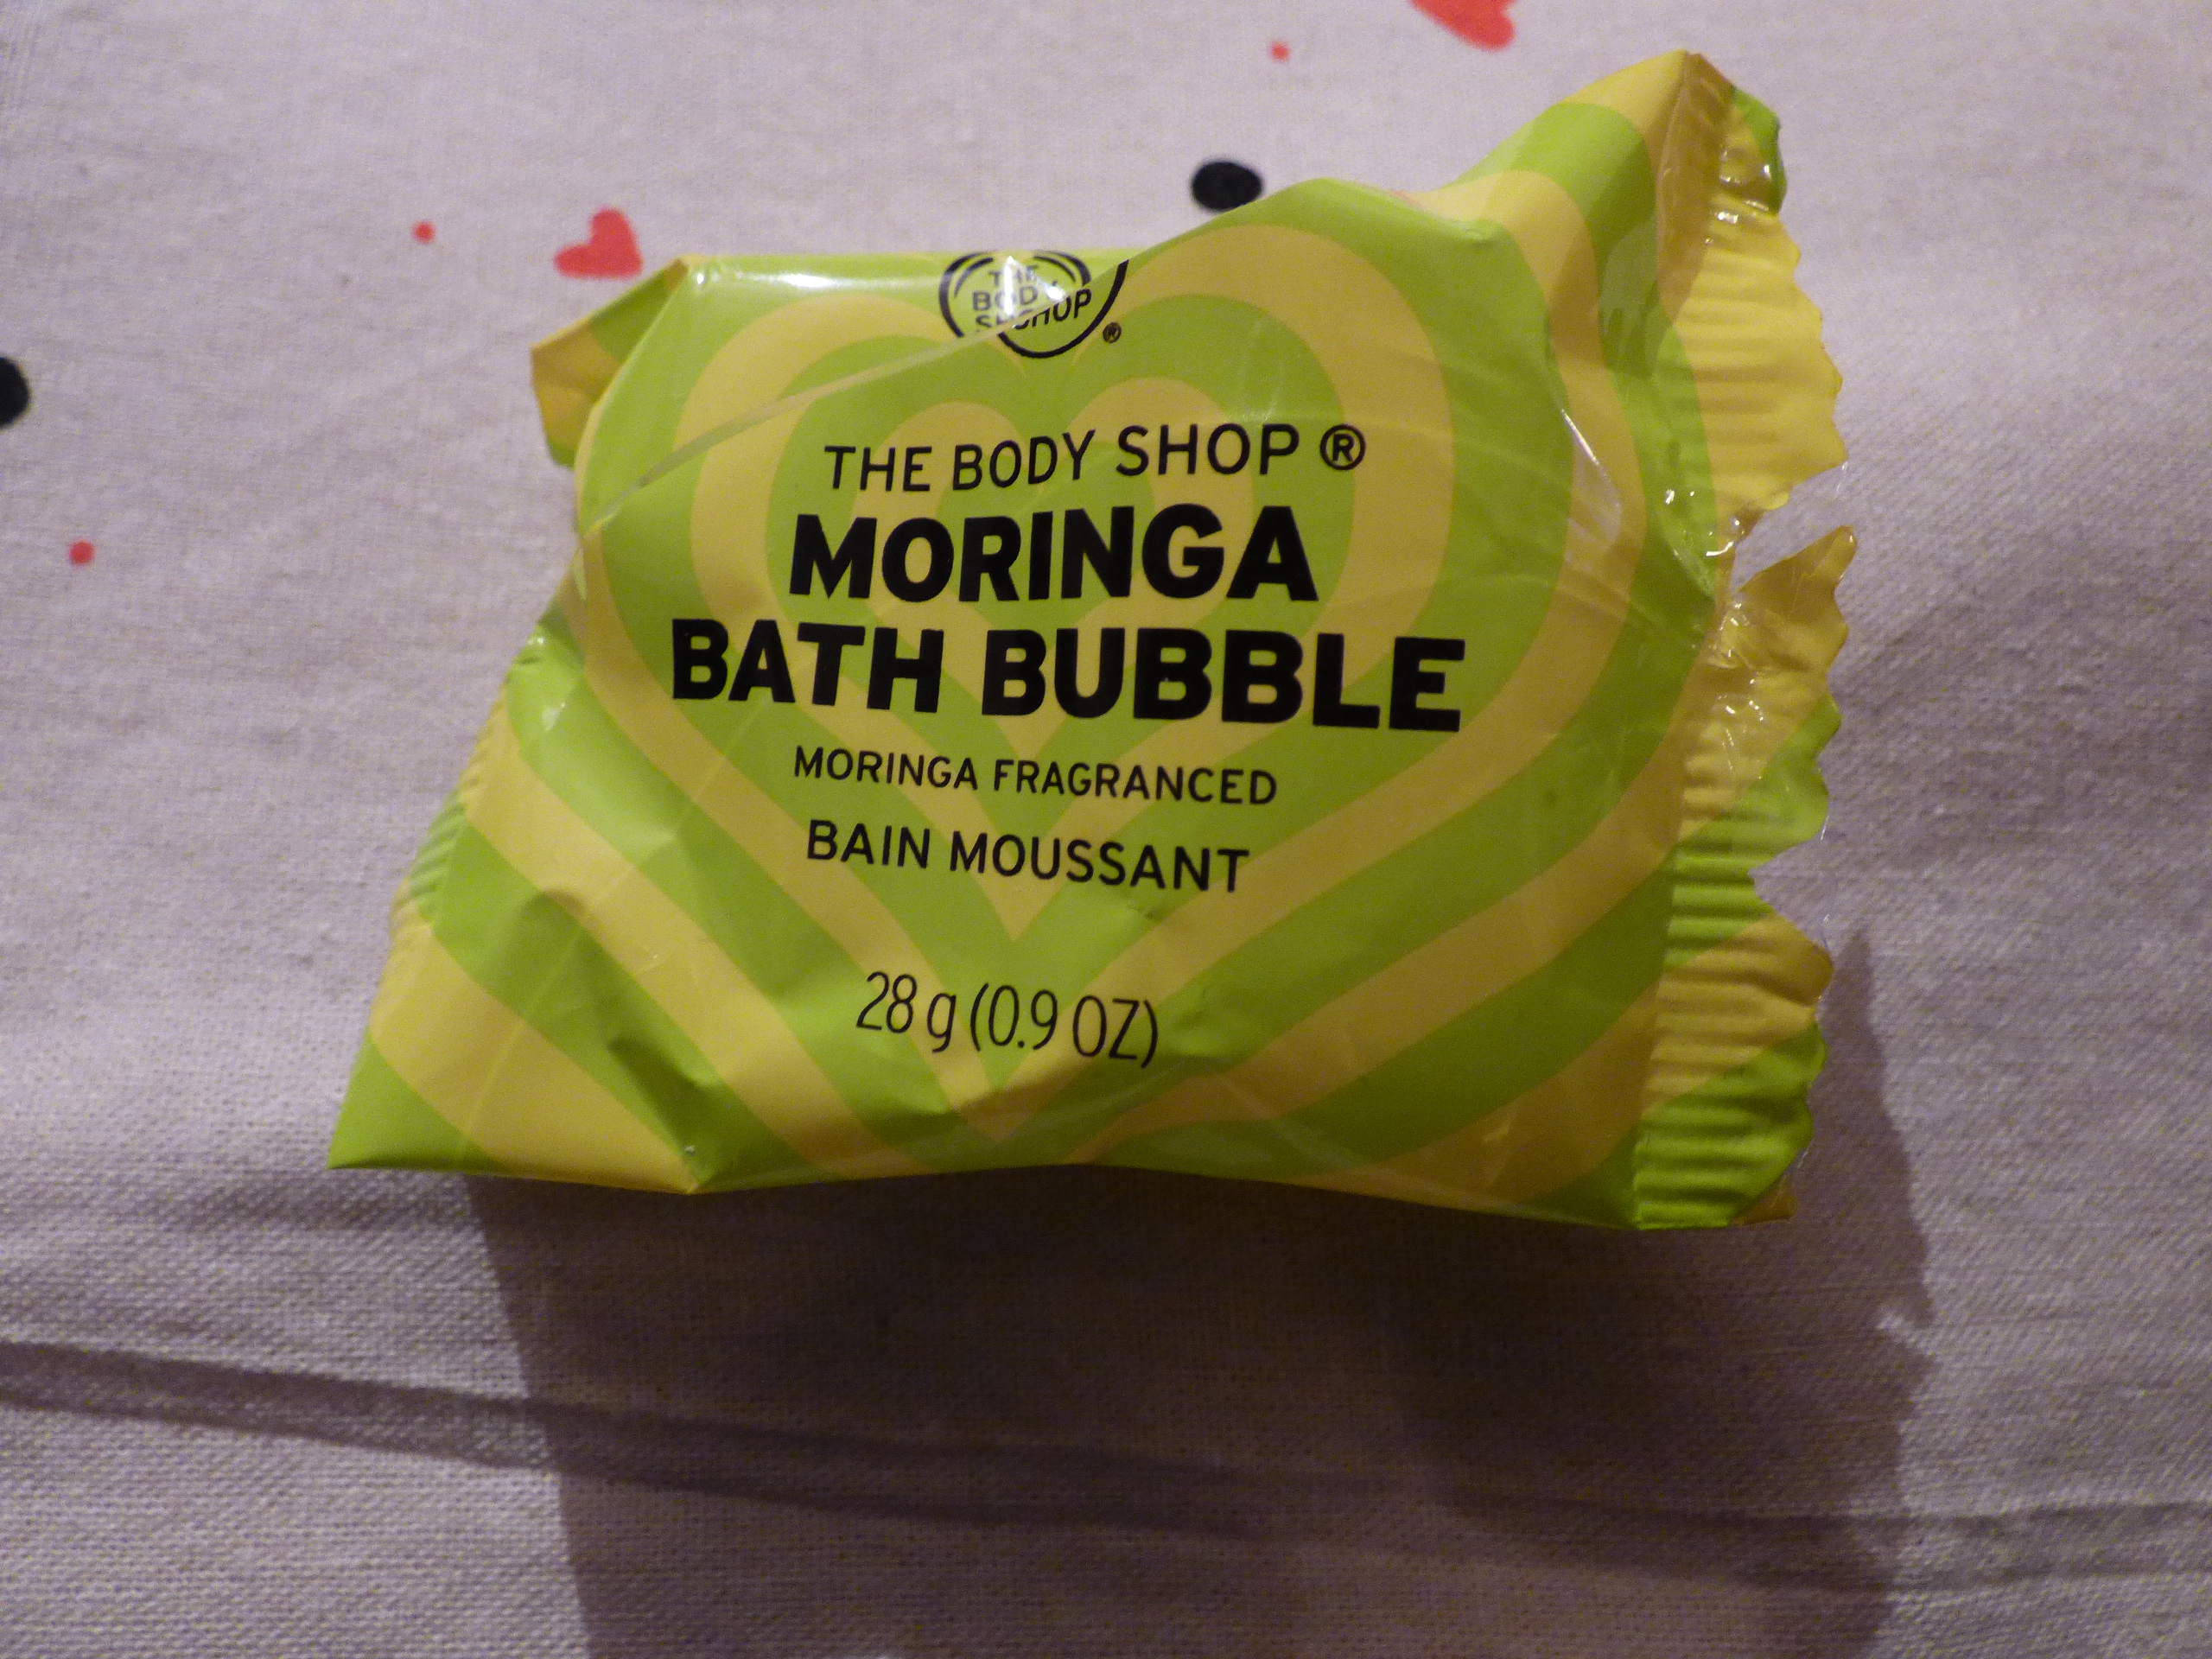 THE
BODY
SHOP
®
THE BODY SHOP ®
MORINGA
BATH BUBBLE
MORINGA FRAGRANCED
BAIN MOUSSANT
28 g (0.9 OZ)